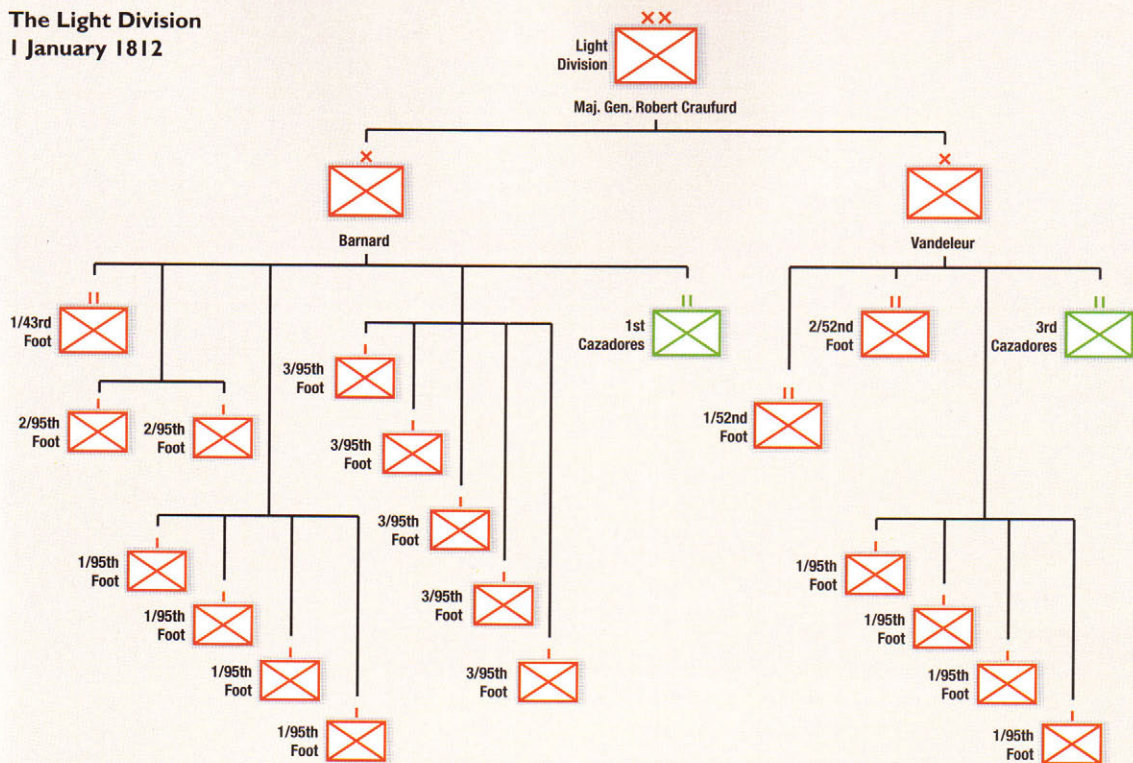 The Light Division
1 January 1812
Light
Division
Maj. Gen. Robert Craufurd
Barnard
Vandeleur
1/43rd
Foot
2/95th
Foot
2/95th
Foot
1/95th
Foot
1/95th
Foot
1/95th
Foot
1/95th
Foot
3/95th
Foot
3/95th
Foot
3/95th
Foot
3/95th
Foot
3/95th
Foot
1st
Cazadores
1/52nd
Foot
2/52nd
Foot
1/95th
Foot
1/95th
Foot
1/95th
Foot
1/95th
Foot
3rd
Cazadores